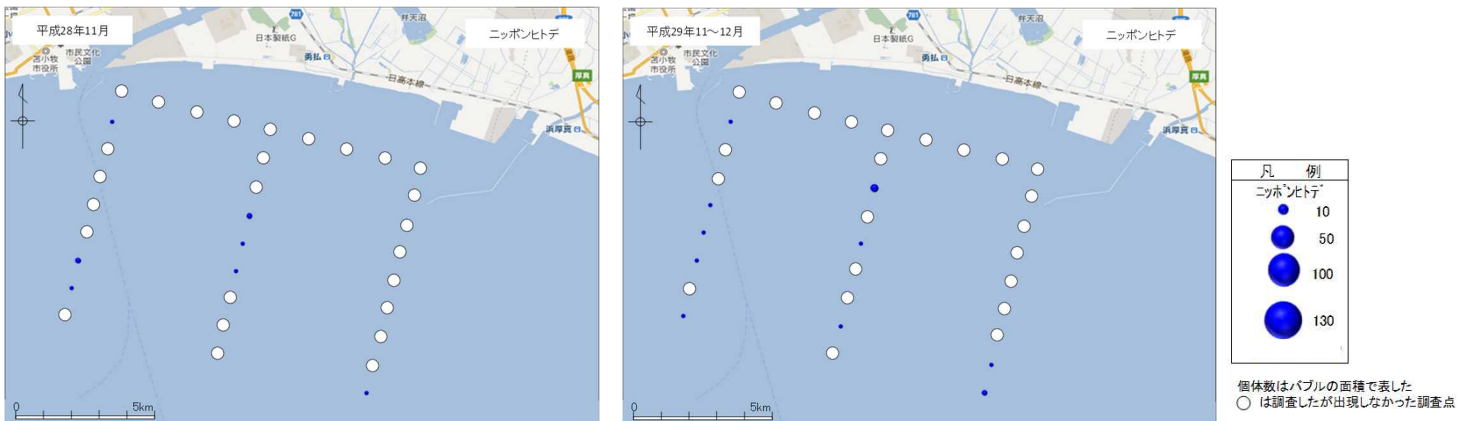 平成28年11月
ニッポンヒトデ
781
弁天沼
日本製紙G
市民文化
公園
苫小牧
市役所
勇払
日高本線
厚真
浜厚真
0
5km
平成29年11～12月
ニッポンヒトデ
781
弁天沼
日本製紙G
市民文化
公園
苫小牧
市役所
勇払
日高本線
厚真
浜厚真
0
5km
凡 例
ニッポンヒトデ
10
50
100
130
個体数はバブルの面積で表した
○ は調査したが出現しなかった調査点